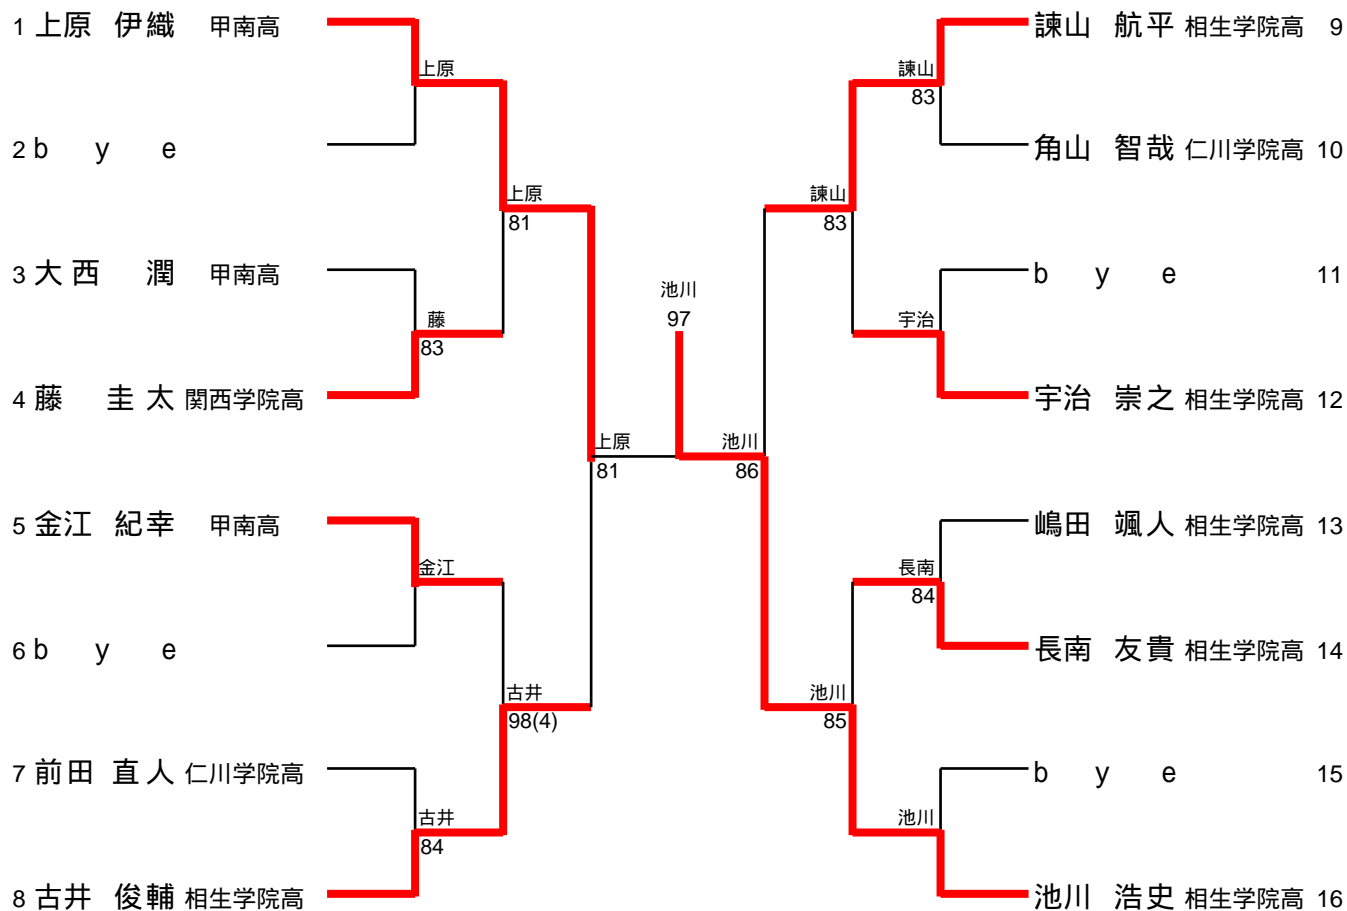 1 上原 伊織 甲南高
諫山 航平 相生学院高 9
上原
諫山
83
2 b y e
角山 智哉 仁川学院高 10
上原
81
諫山
83
3 大西 潤 甲南高
b y e 11
池川
97
藤
83
宇治
4 藤 圭太 関西学院高
宇治 崇之 相生学院高 12
上原
81
池川
86
5 金江 紀幸 甲南高
嶋田 颯人 相生学院高 13
金江
長南
84
6 b y e
長南 友貴 相生学院高 14
古井
98(4)
池川
85
7 前田 直人 仁川学院高
b y e 15
古井
84
池川
8 古井 俊輔 相生学院高
池川 浩史 相生学院高 16